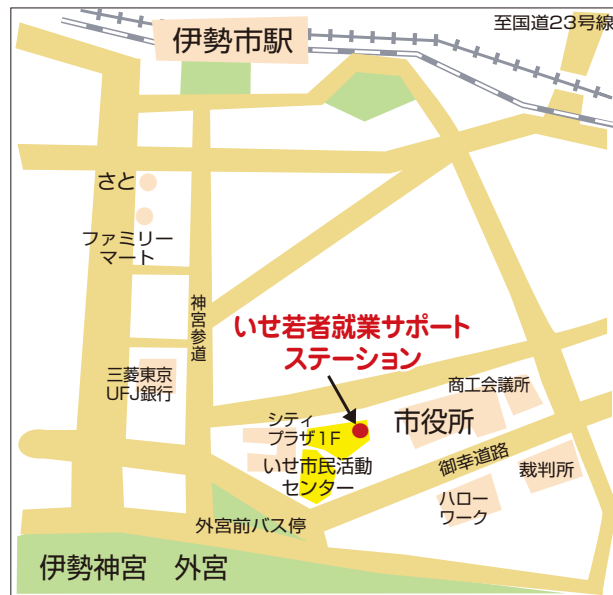 至国道23号線
伊勢市駅
さと
ファミリー
マート
神宮参道
いせ若者就業サポート
ステーション
三菱東京
UFJ銀行
商工会議所
シティ
プラザ1F
市役所
いせ市民活動
センター
御幸道路
裁判所
ハロー
ワーク
外宮前バス停
伊勢神宮 外宮